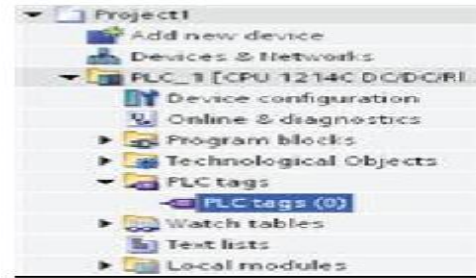 Project1
Add new device
Devices & Networks
PLC_1 [CPU 1214C DC/DC/Rl...
Device configuration
Online & diagnostics
Program blocks
Technological Objects
PLC tags
PLC tags (0)
Watch tables
Text lists
Local modules